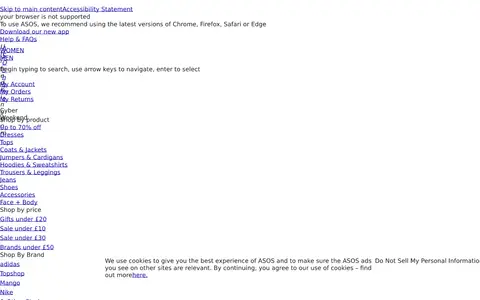 Skip to main contentAccessibility Statement
your browser is not supported
To use ASOS, we recommend using the latest versions of Chrome, Firefox, Safari or Edge
Download our new app
Help & FAQs
WOMEN
MEN
Begin typing to search, use arrow keys to navigate, enter to select
My Account
My Orders
My Returns
Cyber
Weekend
Shop by product
Up to 70% off
Dresses
Tops
Coats & Jackets
Jumpers & Cardigans
Hoodies & Sweatshirts
Trousers & Leggings
Jeans
Shoes
Accessories
Face + Body
Shop by price
Gifts under £20
Sale under £10
Sale under £30
Brands under £50
Shop By Brand
adidas
Topshop
Mango
Nike
We use cookies to give you the best experience of ASOS and to make sure the ASOS ads
you see on other sites are relevant. By continuing, you agree to our use of cookies – find
out morehere.
Do Not Sell My Personal Informatio